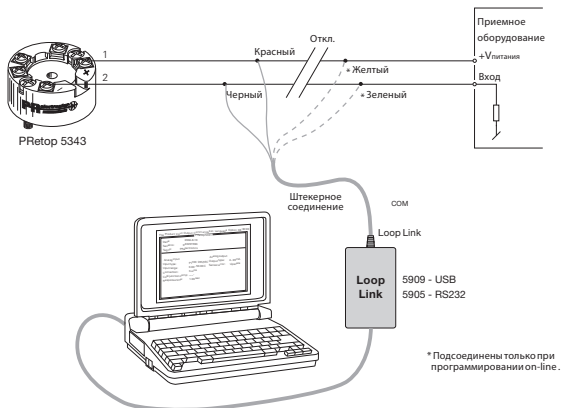 Приемное
оборудование
Откл.
1
Красный
+Vпитания
* Желтый
2
Вход
Черный
* Зеленый
PRetop 5343
Штекерное
соединение
COM
Loop Link
Loop
Link
5909 - USB
5905 - RS232
* Подсоединены только при
программировании on-line.